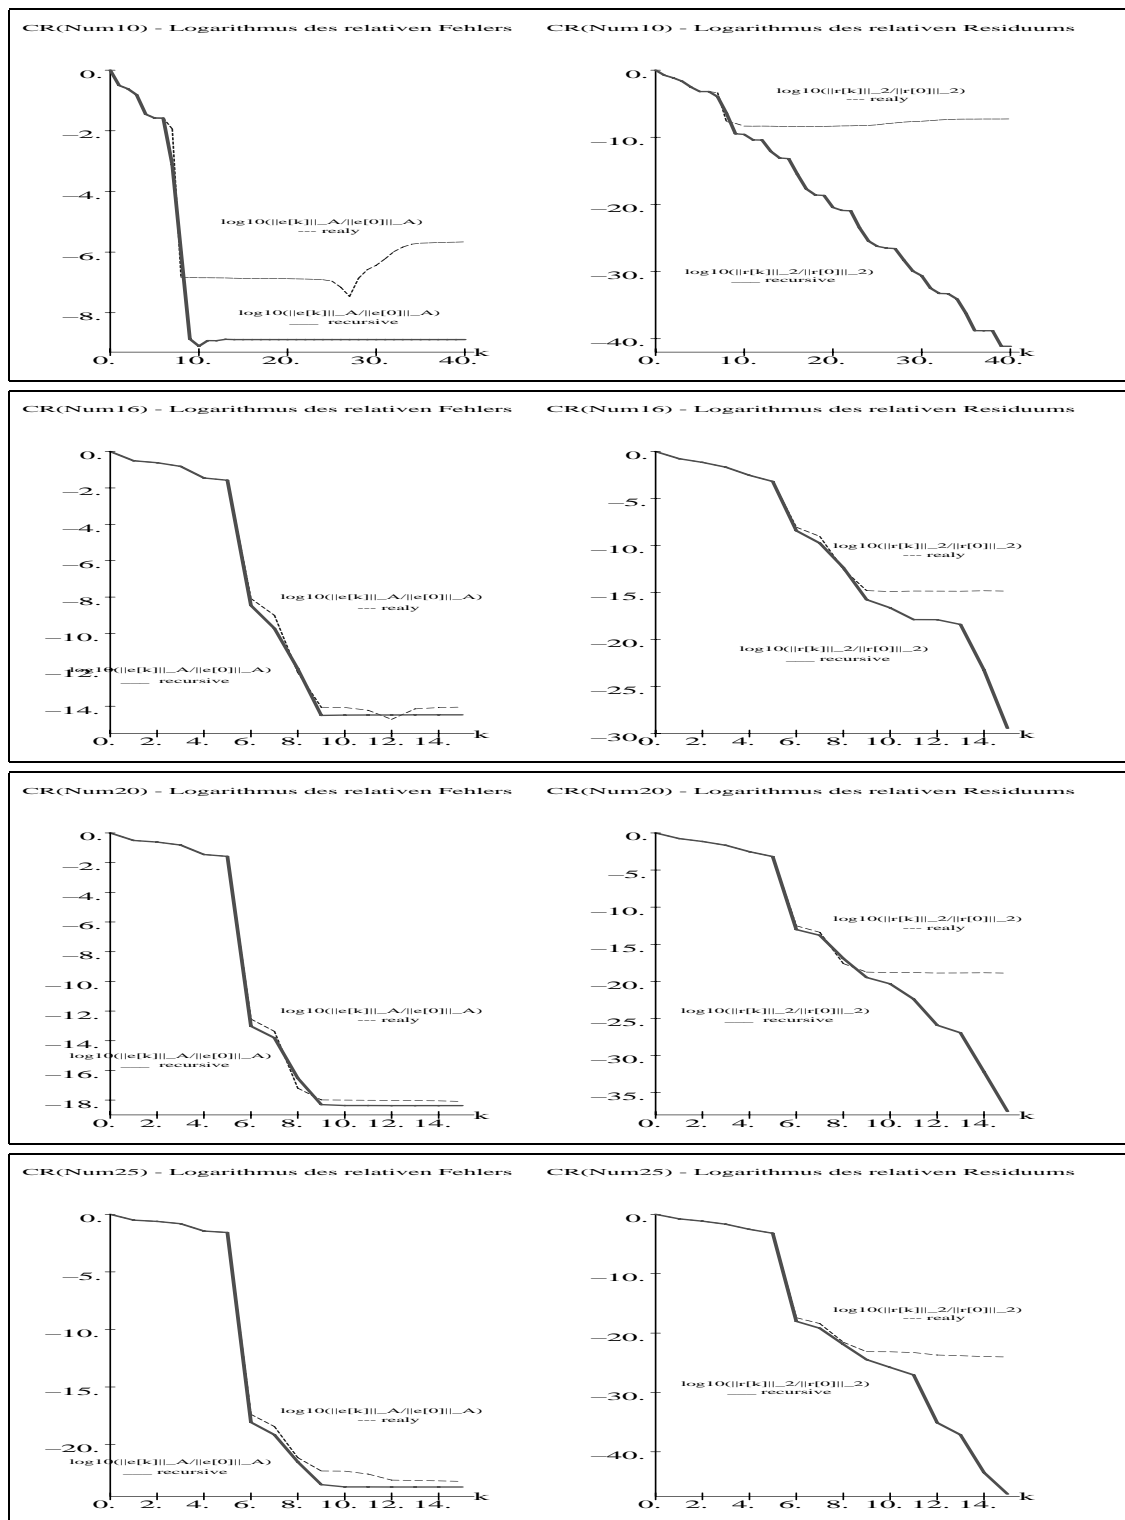 CR(Num10) - Logarithmus des relativen Fehlers
0.
−2.
−4.
−6.
−8.
log10(||e[k]||_A/||e[0]||_A)
--- realy
log10(||e[k]||_A/||e[0]||_A)
___ recursive
0. 10. 20. 30. 40. k
CR(Num10) - Logarithmus des relativen Residuums
0.
−10.
−20.
−30.
−40.
log10(||r[k]||_2/||r[0]||_2)
--- realy
log10(||r[k]||_2/||r[0]||_2)
___ recursive
0. 10. 20. 30. 40. k
CR(Num16) - Logarithmus des relativen Fehlers
0.
−2.
−4.
−6.
−8.
−10.
−12.
−14.
log10(||e[k]||_A/||e[0]||_A)
--- realy
log10(||e[k]||_A/||e[0]||_A)
___ recursive
0. 2. 4. 6. 8. 10. 12. 14. k
CR(Num16) - Logarithmus des relativen Residuums
0.
−5.
−10.
−15.
−20.
−25.
−30.
log10(||r[k]||_2/||r[0]||_2)
--- realy
log10(||r[k]||_2/||r[0]||_2)
___ recursive
0. 2. 4. 6. 8. 10. 12. 14. k
CR(Num20) - Logarithmus des relativen Fehlers
0.
−2.
−4.
−6.
−8.
−10.
−12.
−14.
−16.
−18.
log10(||e[k]||_A/||e[0]||_A)
--- realy
log10(||e[k]||_A/||e[0]||_A)
___ recursive
0. 2. 4. 6. 8. 10. 12. 14. k
CR(Num20) - Logarithmus des relativen Residuums
0.
−5.
−10.
−15.
−20.
−25.
−30.
−35.
log10(||r[k]||_2/||r[0]||_2)
--- realy
log10(||r[k]||_2/||r[0]||_2)
___ recursive
0. 2. 4. 6. 8. 10. 12. 14. k
CR(Num25) - Logarithmus des relativen Fehlers
0.
−5.
−10.
−15.
−20.
log10(||e[k]||_A/||e[0]||_A)
--- realy
log10(||e[k]||_A/||e[0]||_A)
___ recursive
0. 2. 4. 6. 8. 10. 12. 14. k
CR(Num25) - Logarithmus des relativen Residuums
0.
−10.
−20.
−30.
−40.
log10(||r[k]||_2/||r[0]||_2)
--- realy
log10(||r[k]||_2/||r[0]||_2)
___ recursive
0. 2. 4. 6. 8. 10. 12. 14. k